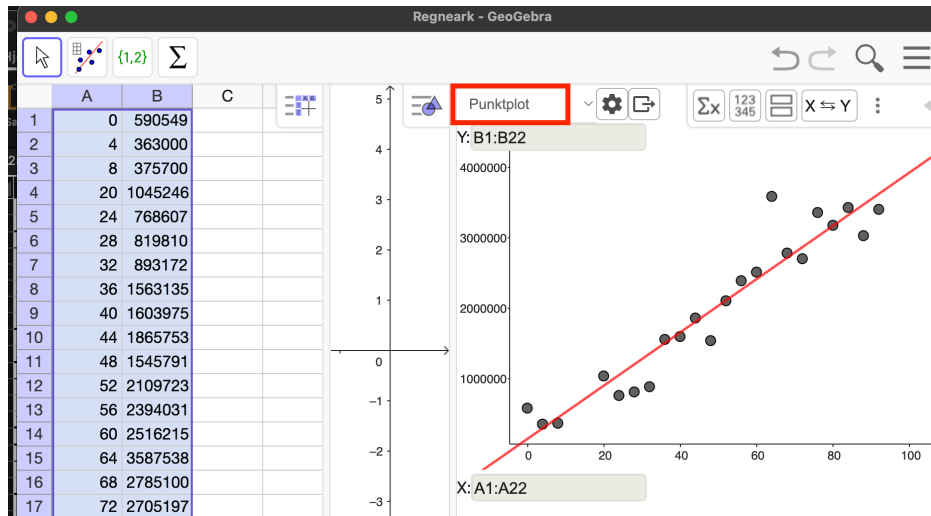 Regneark - GeoGebra
{1,2} Σ
A B C
1 0 590549
2 4 363000
3 8 375700
4 20 1045246
5 24 768607
6 28 819810
7 32 893172
8 36 1563135
9 40 1603975
10 44 1865753
11 48 1545791
12 52 2109723
13 56 2394031
14 60 2516215
15 64 3587538
16 68 2785100
17 72 2705197
5
4
3
2
1
0
−1
−2
−3
Punktplot
Σx 123 345 X ⇆ Y
Y: B1:B22
4000000
3000000
2000000
1000000
0 20 40 60 80 100
X: A1:A22